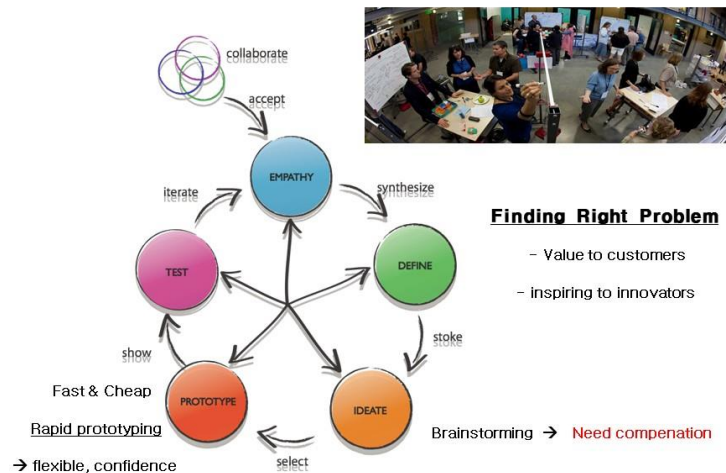 collaborate
accept
EMPATHY
iterate
synthesize
Finding Right Problem
- Value to customers
- inspiring to innovators
TEST
DEFINE
stoke
show
Fast & Cheap
PROTOTYPE
IDEATE
Rapid prototyping
Brainstorming → Need compenation
select
→ flexible, confidence